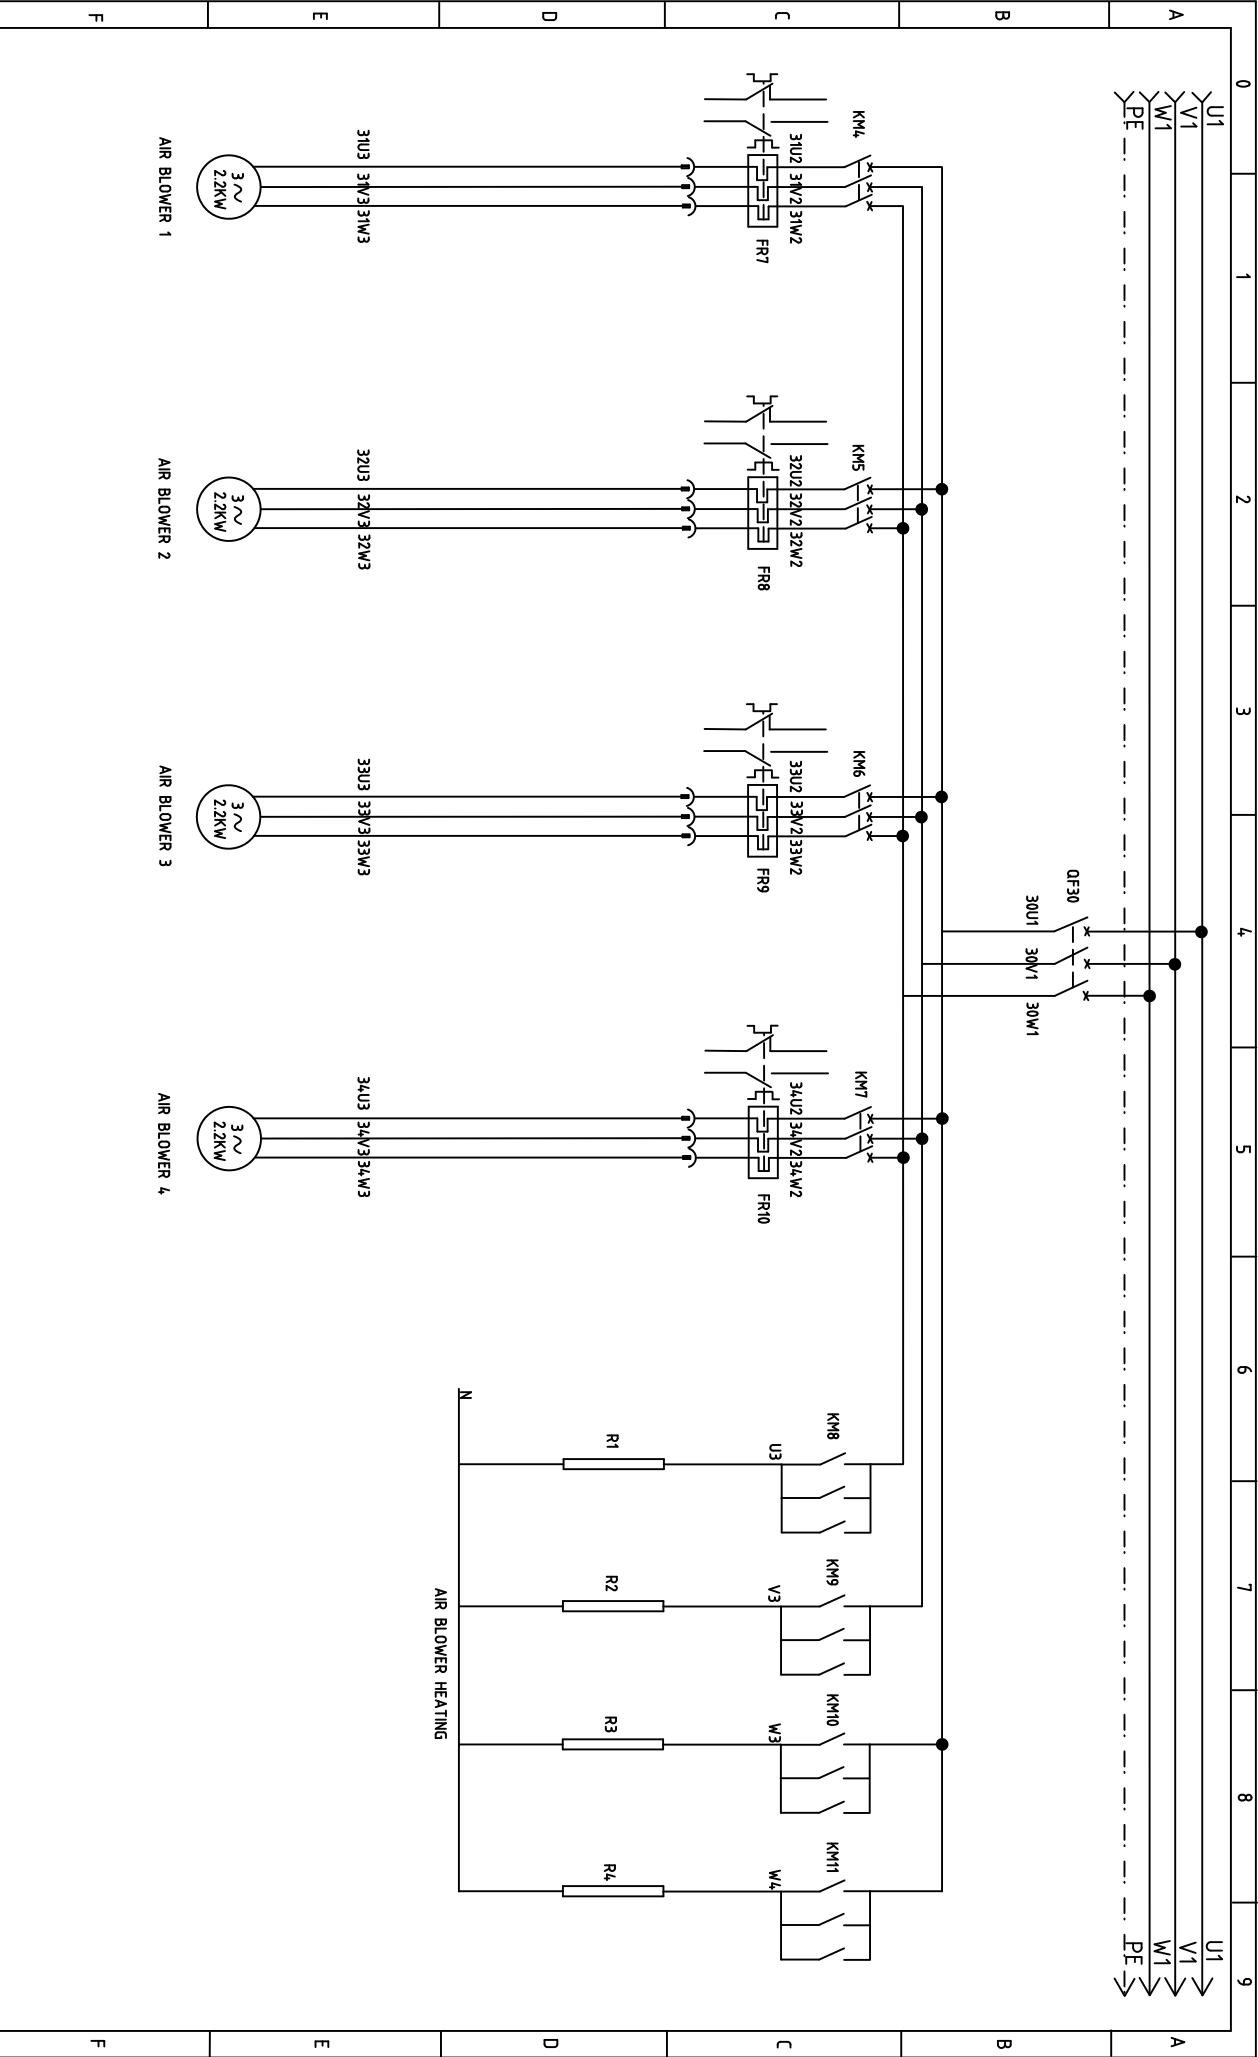 0 1 2 3 4 5 6 7 8 9
A
B
C
D
E
F
A
B
C
D
E
F
U1
V1
W1
PE
U1
V1
W1
PE
QF30
30U1 30V1 30W1
KM4
31U2 31V2 31W2
FR7
31U3 31V3 31W3
3 ~
2.2KW
AIR BLOWER 1
KM5
32U2 32V2 32W2
FR8
32U3 32V3 32W3
3 ~
2.2KW
AIR BLOWER 2
KM6
33U2 33V2 33W2
FR9
33U3 33V3 33W3
3 ~
2.2KW
AIR BLOWER 3
KM7
34U2 34V2 34W2
FR10
34U3 34V3 34W3
3 ~
2.2KW
AIR BLOWER 4
KM8
U3
R1
KM9
V3
R2
KM10
W3
R3
KM11
W4
R4
N
AIR BLOWER HEATING